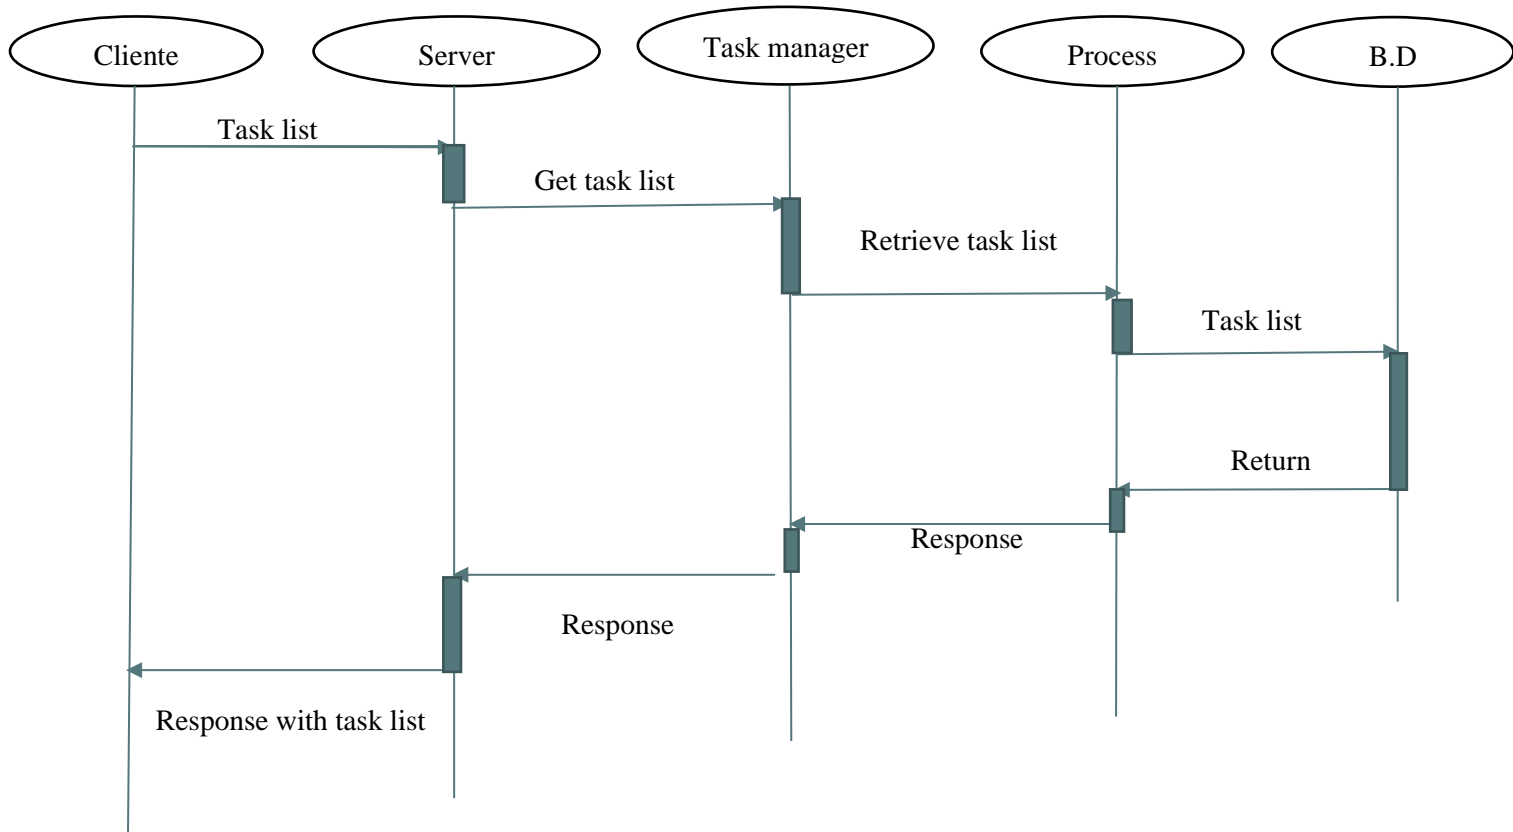 Cliente
Server
Task manager
Process
B.D
Task list
Get task list
Retrieve task list
Task list
Return
Response
Response
Response with task list